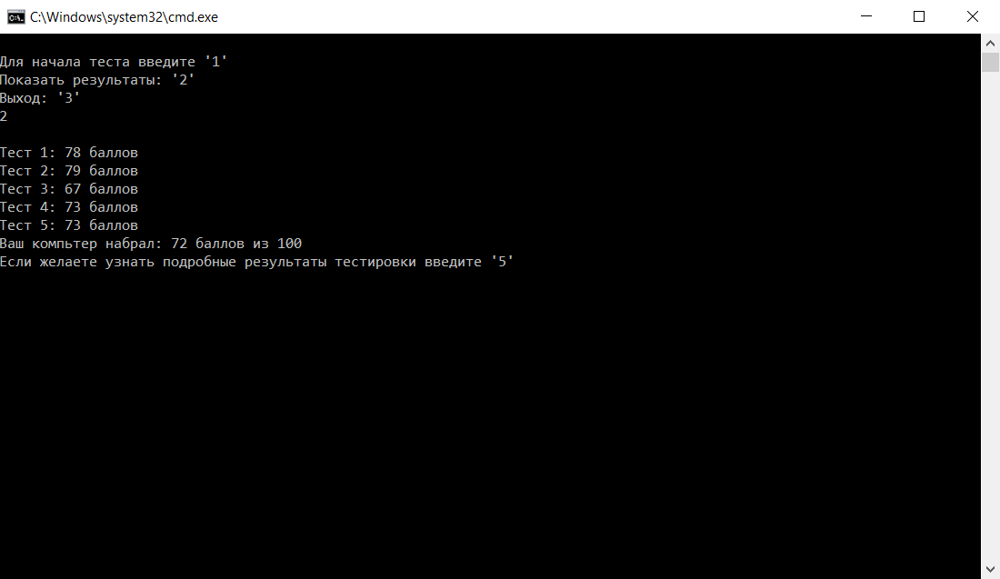 C:\Windows\system32\cmd.exe
Для начала теста введите '1'
Показать результаты: '2'
Выход: '3'
2
Тест 1: 78 баллов
Тест 2: 79 баллов
Тест 3: 67 баллов
Тест 4: 73 баллов
Тест 5: 73 баллов
Ваш компьтер набрал: 72 баллов из 100
Если желаете узнать подробные результаты тестировки введите '5'